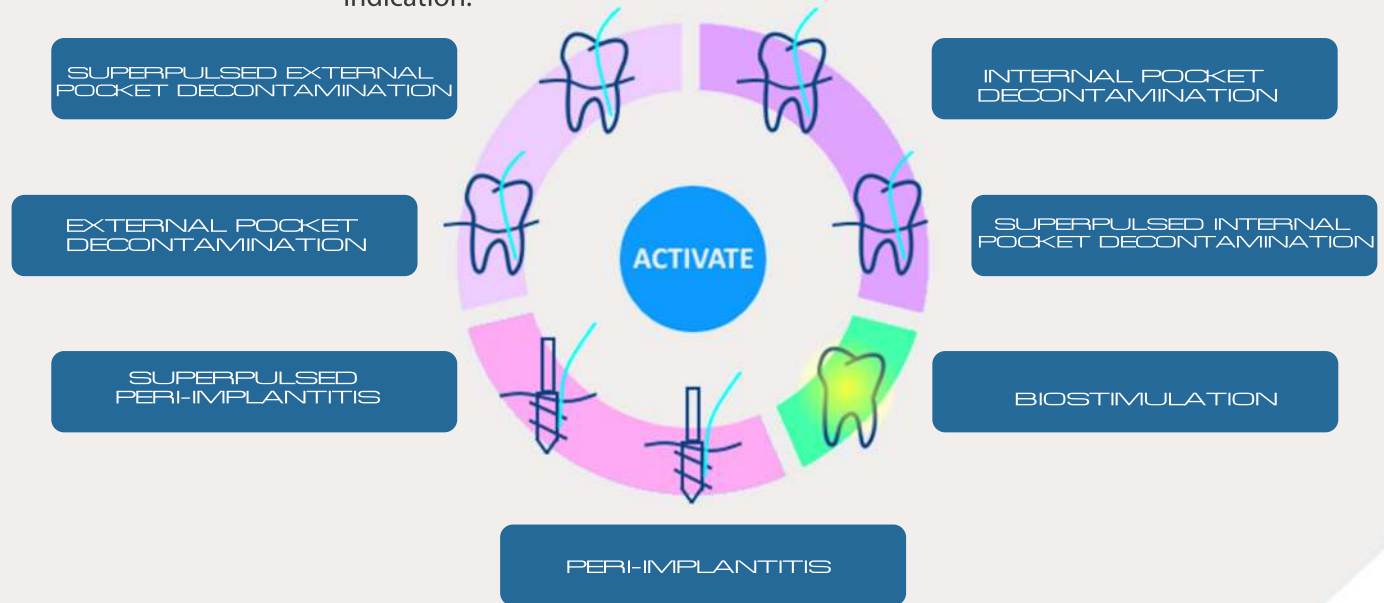 indication.
SUPERPULSED EXTERNAL
POCKET DECONTAMINATION
INTERNAL POCKET
DECONTAMINATION
EXTERNAL POCKET
DECONTAMINATION
ACTIVATE
SUPERPULSED INTERNAL
POCKET DECONTAMINATION
SUPERPULSED
PERI-IMPLANTITIS
BIOSTIMULATION
PERI-IMPLANTITIS